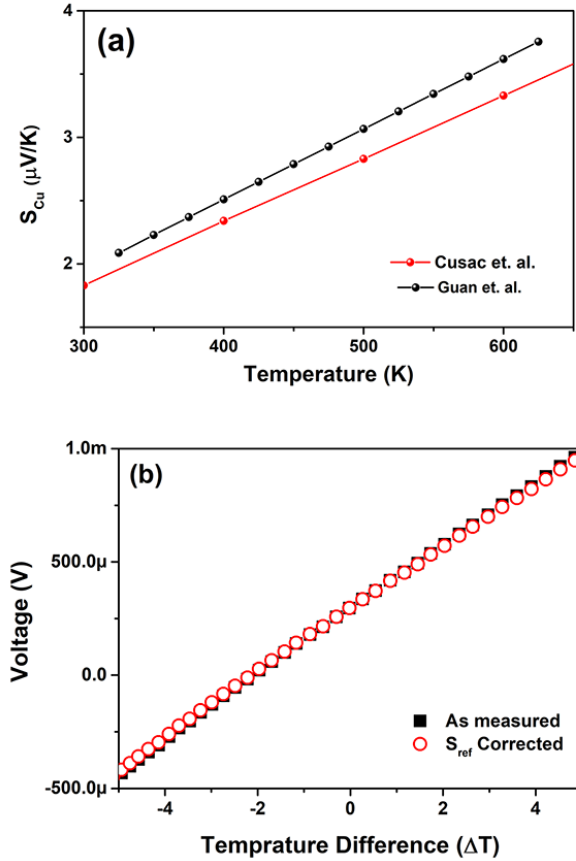 (a)
4
3
2
S_Cu (µV/K)
300 400 500 600
Temperature (K)
Cusac et. al.
Guan et. al.
(b)
1.0m
500.0µ
0.0
-500.0µ
Voltage (V)
As measured
S_ref Corrected
-4 -2 0 2 4
Temprature Difference (ΔT)